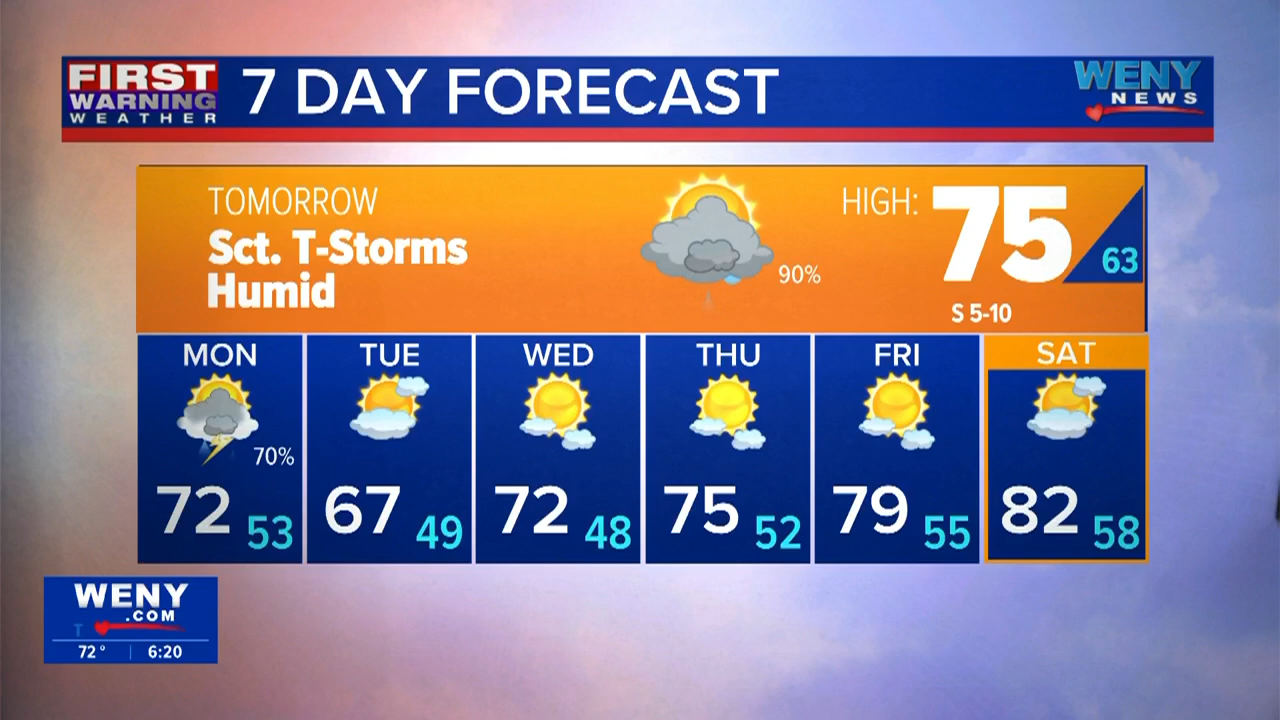 FIRST
WARNING
WEATHER
7 DAY FORECAST
WENY
NEWS
TOMORROW
Sct. T-Storms
Humid
90%
HIGH: 75
63
S 5-10
MON TUE WED THU FRI SAT
70%
72 53 67 49 72 48 75 52 79 55 82 58
WENY
.COM
T
72° | 6:20